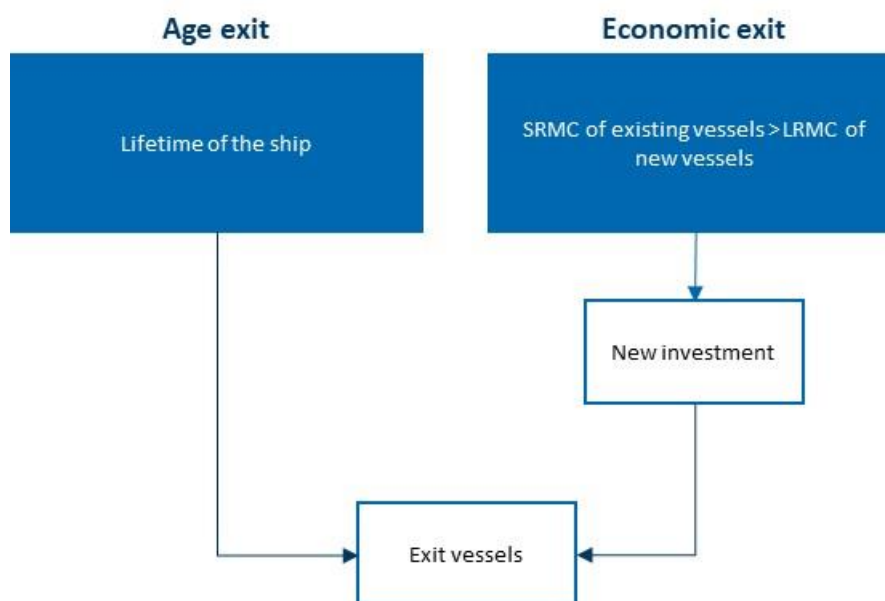 Age exit
Economic exit
Lifetime of the ship
SRMC of existing vessels > LRMC of
new vessels
New investment
Exit vessels